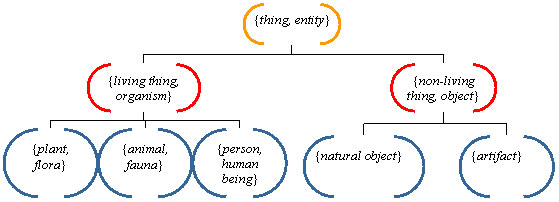 {thing, entity}
{living thing,
organism}
{non-living
thing, object}
{plant,
flora}
{animal,
fauna}
{person,
human
being}
{natural object}
{artifact}